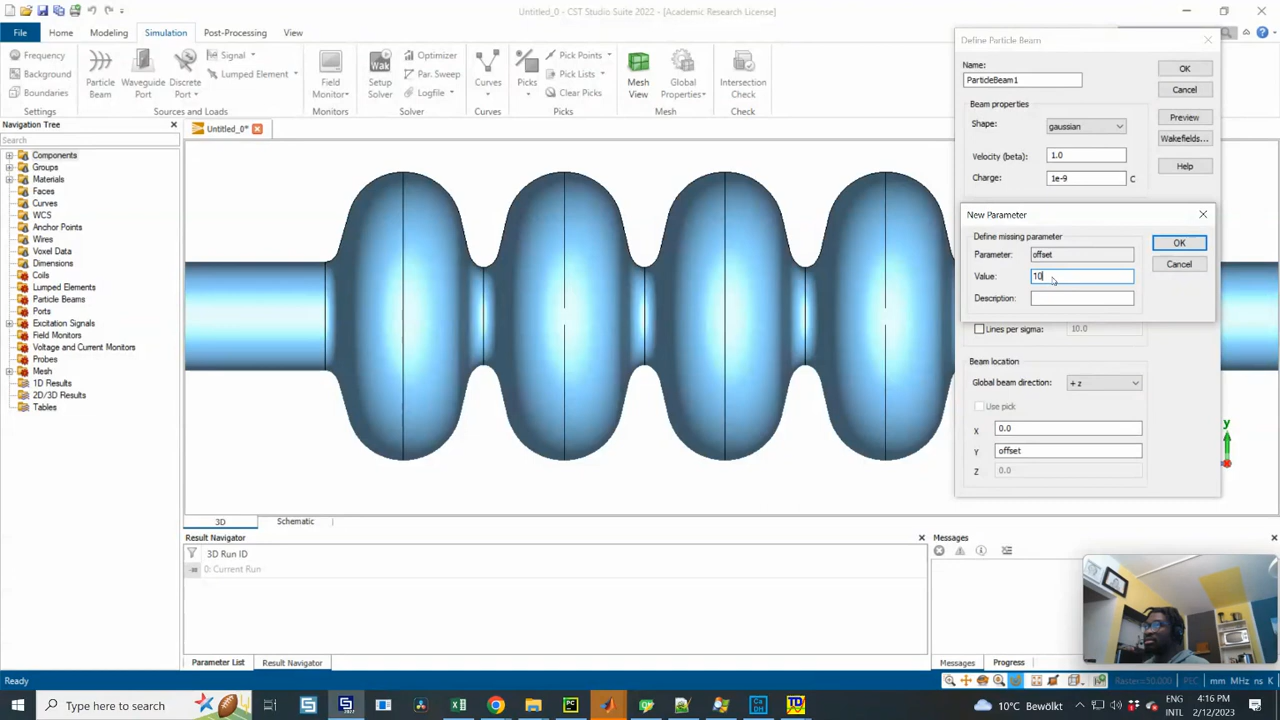 Untitled_0 - CST Studio Suite 2022 - [Academic Research License]
File Home Modeling Simulation Post-Processing View
Frequency
Background
Boundaries
Settings
Particle Beam
Waveguide Port
Discrete Port
Signal
Lumped Element
Sources and Loads
Field Monitor
Monitors
Wak
Setup Solver
Optimizer
Par. Sweep
Logfile
Solver
Curves
Curves
Picks
Pick Points
Pick Lists
Clear Picks
Picks
Mesh View
Global Properties
Mesh
Intersection Check
Check
Navigation Tree
Search
Components
Groups
Materials
Faces
Curves
WCS
Anchor Points
Wires
Voxel Data
Dimensions
Coils
Lumped Elements
Particle Beams
Ports
Excitation Signals
Field Monitors
Voltage and Current Monitors
Probes
Mesh
1D Results
2D/3D Results
Tables
Untitled_0*
3D Schematic
Result Navigator
3D Run ID
0: Current Run
Parameter List Result Navigator
Messages
Messages Progress
Define Particle Beam
Name:
ParticleBeam1
OK
Cancel
Preview
Wakefields...
Help
Beam properties
Shape: gaussian
Velocity (beta): 1.0
Charge: 1e-9 C
New Parameter
Define missing parameter
Parameter: offset
Value: 10
Description:
OK
Cancel
Lines per sigma: 10.0
Beam location
Global beam direction: + z
Use pick
X 0.0
Y offset
Z 0.0
y
Ready
Raster=50.000 PEC mm MHz ns K
Type here to search
10°C Bewölkt
ENG
INTL
4:16 PM
2/12/2023